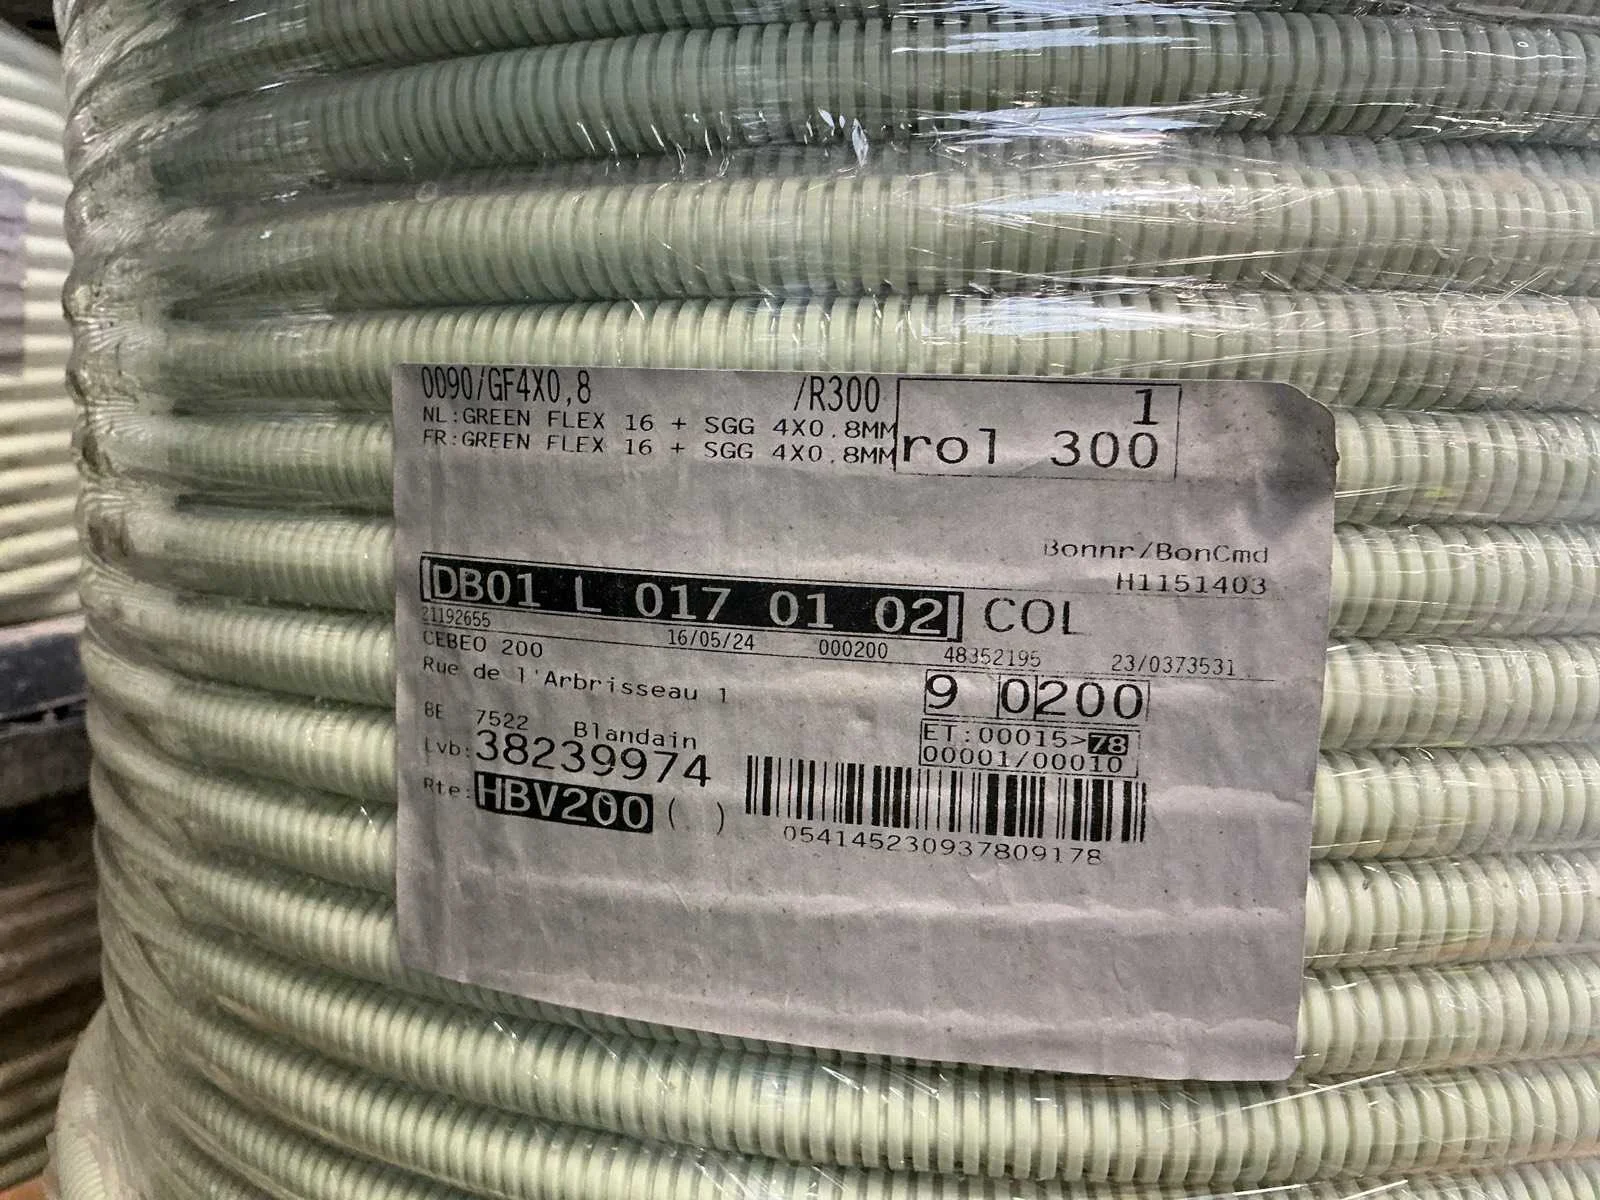 0090/GF4X0,8 /R300 1
NL:GREEN FLEX 16 + SGG 4X0.8MM
FR:GREEN FLEX 16 + SGG 4X0.8MM rol 300
Bonnr/BonCmd
H1151403
DB01 L 017 01 02 COL
21192655 16/05/24 000200 48352195 23/0373531
CEBEO 200
Rue de l'Arbrisseau 1 9 0200
BE 7522 Blandain ET:00015>78
Lvb:38239974 00001/00010
Rte:HBV200 ( )
05414523093780917​8